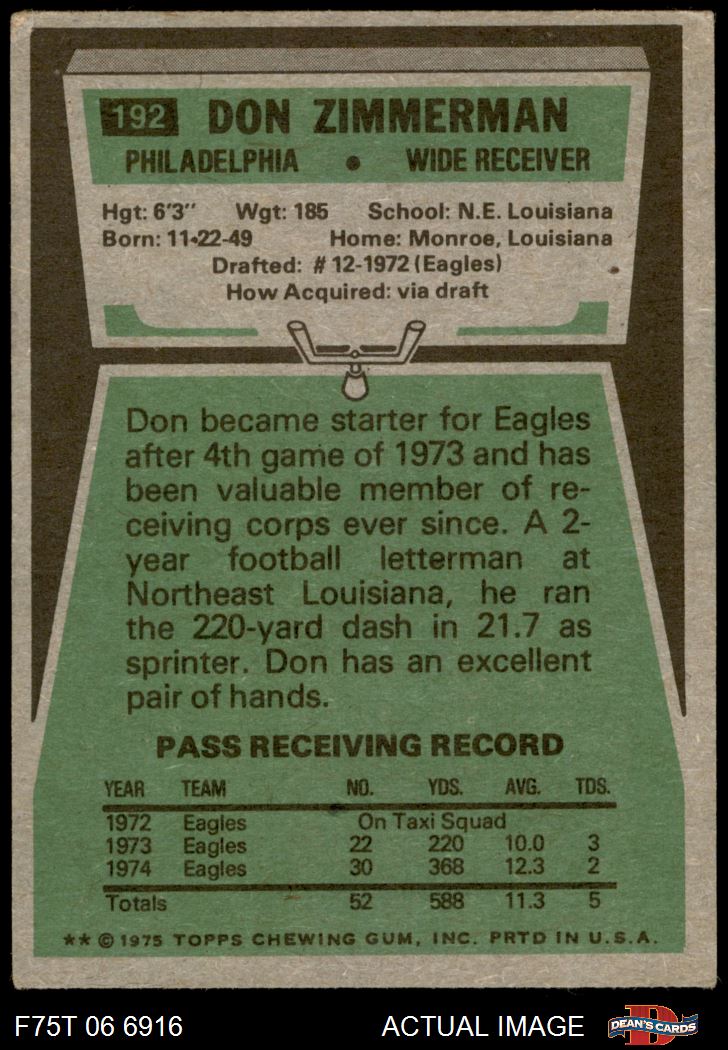 192 DON ZIMMERMAN
PHILADELPHIA • WIDE RECEIVER
Hgt: 6'3" Wgt: 185 School: N.E. Louisiana
Born: 11-22-49 Home: Monroe, Louisiana
Drafted: #12-1972 (Eagles)
How Acquired: via draft
Don became starter for Eagles
after 4th game of 1973 and has
been valuable member of re-
ceiving corps ever since. A 2-
year football letterman at
Northeast Louisiana, he ran
the 220-yard dash in 21.7 as
sprinter. Don has an excellent
pair of hands.
PASS RECEIVING RECORD
YEAR TEAM NO. YDS. AVG. TDS.
1972 Eagles On Taxi Squad
1973 Eagles 22 220 10.0 3
1974 Eagles 30 368 12.3 2
Totals 52 588 11.3 5
** © 1975 TOPPS CHEWING GUM, INC. PRTD IN U.S.A.
F75T 06 6916 ACTUAL IMAGE D DEAN'S CARDS